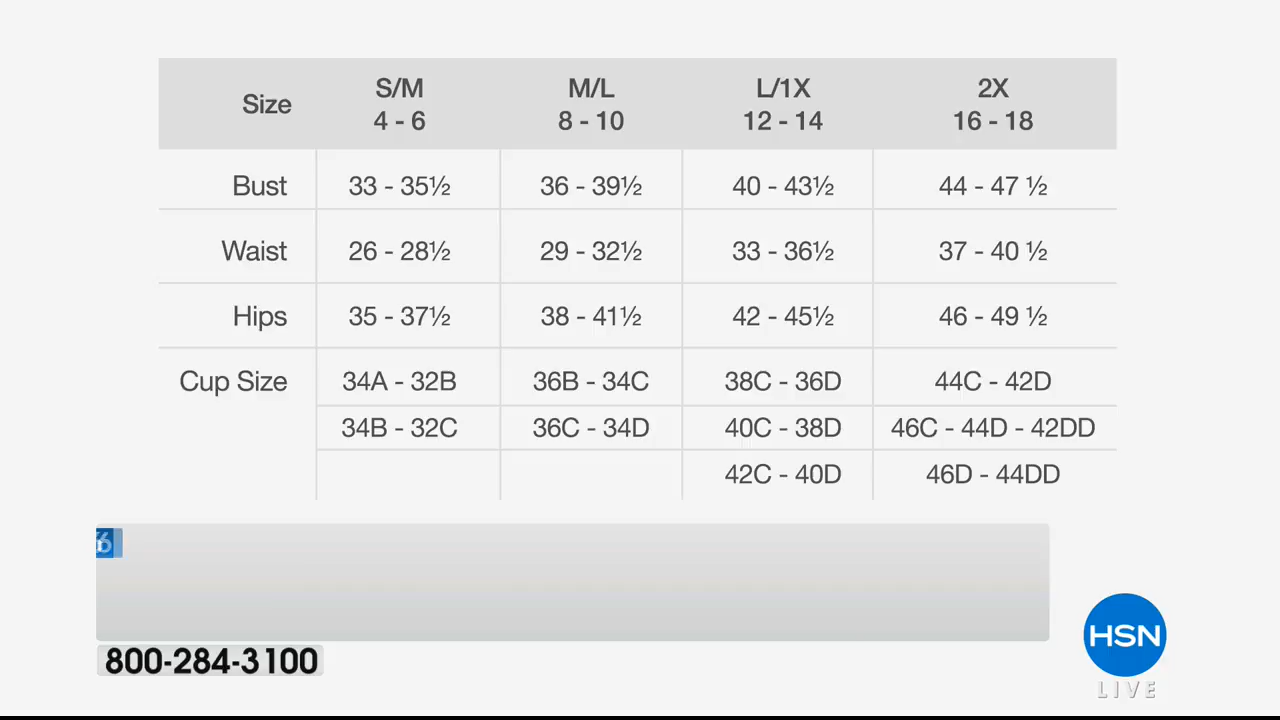 Size S/M M/L L/1X 2X
4 - 6 8 - 10 12 - 14 16 - 18
Bust 33 - 35½ 36 - 39½ 40 - 43½ 44 - 47 ½
Waist 26 - 28½ 29 - 32½ 33 - 36½ 37 - 40 ½
Hips 35 - 37½ 38 - 41½ 42 - 45½ 46 - 49 ½
Cup Size 34A - 32B 36B - 34C 38C - 36D 44C - 42D
34B - 32C 36C - 34D 40C - 38D 46C - 44D - 42DD
42C - 40D 46D - 44DD
800-284-3100
HSN
LIVE